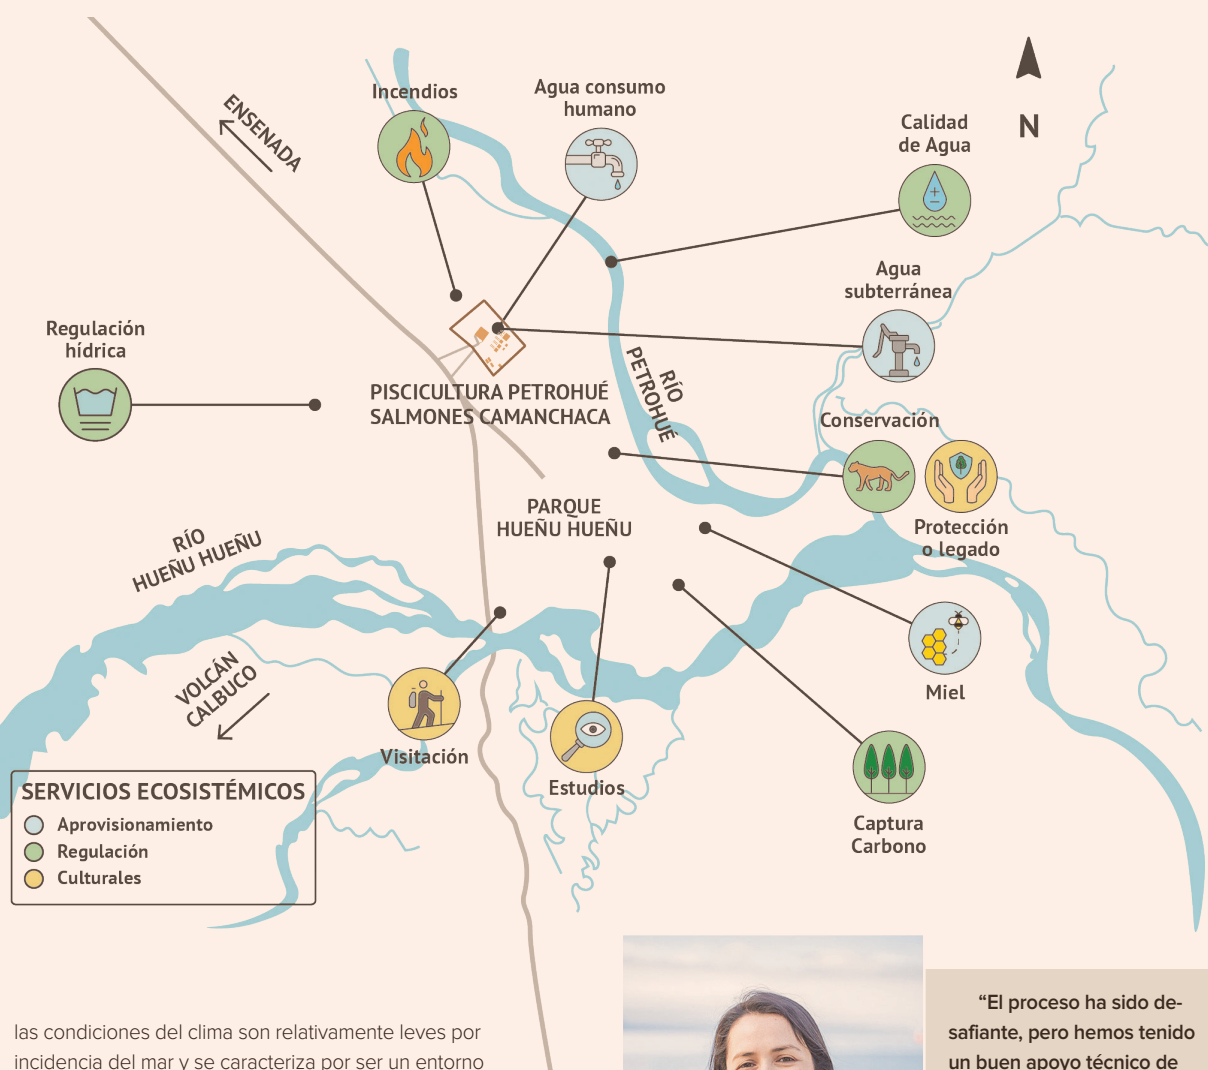 Incendios
Agua consumo
humano
ENSENADA
N
Calidad
de Agua
Agua
subterránea
Regulación
hídrica
RÍO
PETROHUÉ
PISCICULTURA PETROHUÉ
SALMONES CAMANCHACA
Conservación
PARQUE
HUEÑU HUEÑU
Protección
o legado
RÍO
HUEÑU HUEÑU
VOLCÁN
CALBUCO
Miel
Visitación
Estudios
SERVICIOS ECOSISTÉMICOS
Aprovisionamiento
Regulación
Culturales
Captura
Carbono
las condiciones del clima son relativamente leves por
incidencia del mar y se caracteriza por ser un entorno
“El proceso ha sido de-
safiante, pero hemos tenido
un buen apoyo técnico de